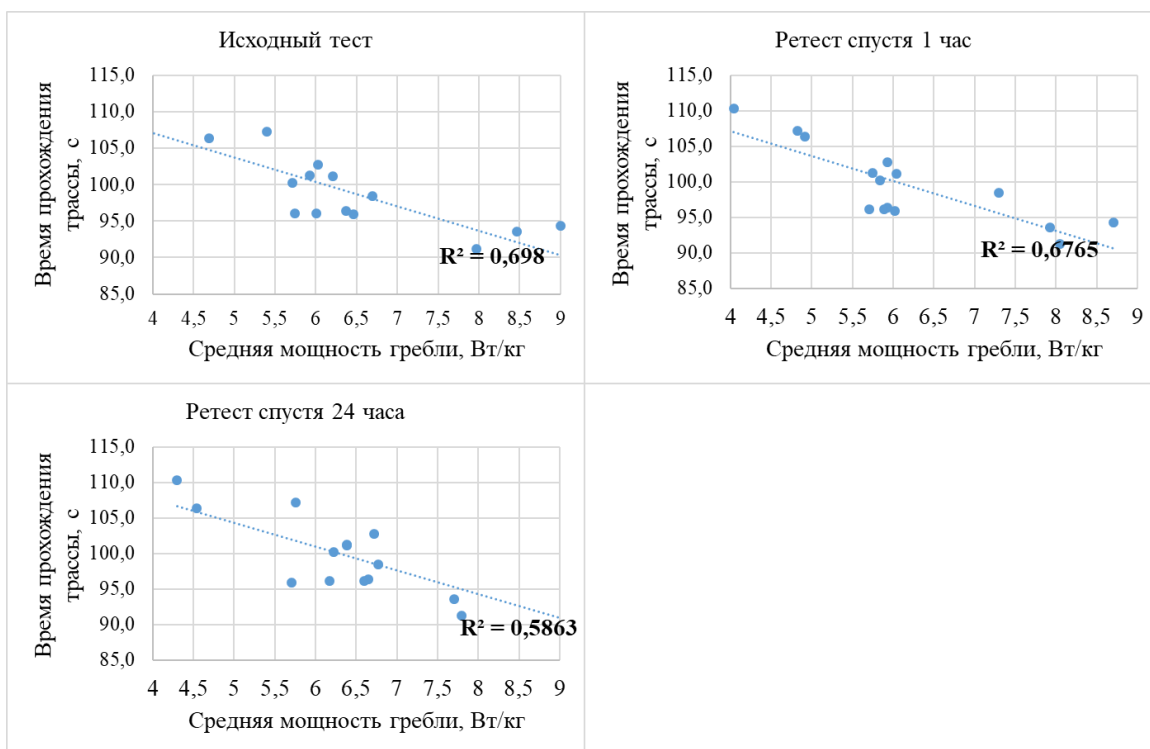 Исходный тест
Время прохождения
трассы, с
115,0
110,0
105,0
100,0
95,0
90,0
85,0
R² = 0,698
4 4,5 5 5,5 6 6,5 7 7,5 8 8,5 9
Средняя мощность гребли, Вт/кг
Ретест спустя 1 час
Время прохождения
трассы, с
115,0
110,0
105,0
100,0
95,0
90,0
85,0
R² = 0,6765
4 4,5 5 5,5 6 6,5 7 7,5 8 8,5 9
Средняя мощность гребли, Вт/кг
Ретест спустя 24 часа
Время прохождения
трассы, с
115,0
110,0
105,0
100,0
95,0
90,0
85,0
R² = 0,5863
4 4,5 5 5,5 6 6,5 7 7,5 8 8,5 9
Средняя мощность гребли, Вт/кг